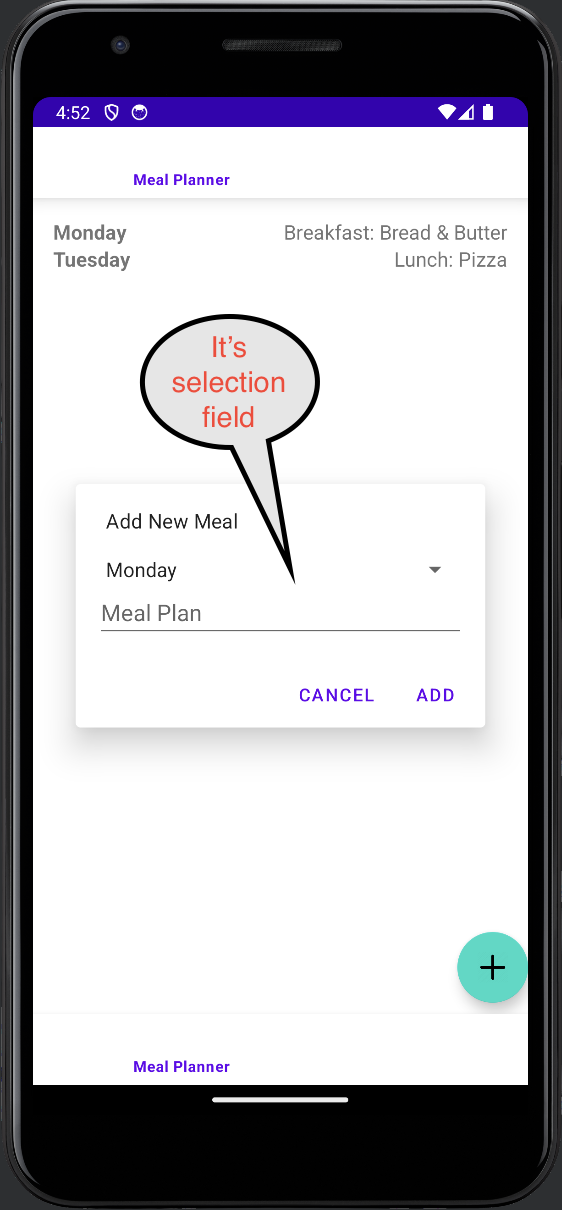 4:52
Meal Planner
Monday Breakfast: Bread & Butter
Tuesday Lunch: Pizza
It’s
selection
field
Add New Meal
Monday
Meal Plan
CANCEL ADD
Meal Planner